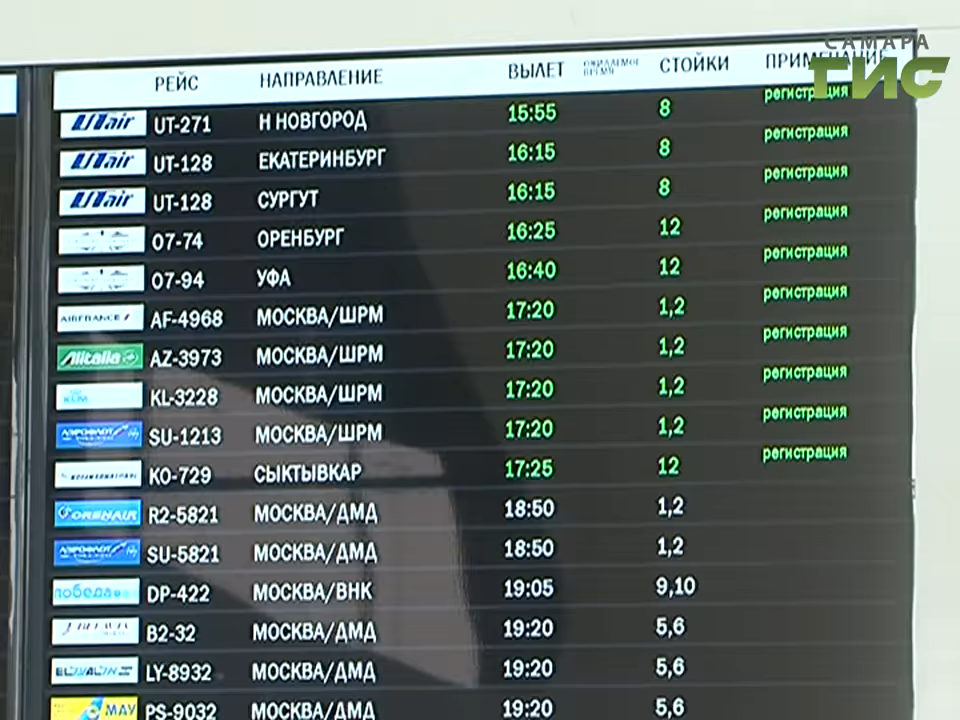 САМАРА
ГИС
РЕЙС НАПРАВЛЕНИЕ ВЫЛЕТ ОЖИДАЕМОЕ ВРЕМЯ СТОЙКИ ПРИМЕЧАНИЕ
UTair UT-271 Н НОВГОРОД 15:55 8 регистрация
UTair UT-128 ЕКАТЕРИНБУРГ 16:15 8 регистрация
UTair UT-128 СУРГУТ 16:15 8 регистрация
O7-74 ОРЕНБУРГ 16:25 12 регистрация
O7-94 УФА 16:40 12 регистрация
AIRFRANCE AF-4968 МОСКВА/ШРМ 17:20 1,2 регистрация
Alitalia AZ-3973 МОСКВА/ШРМ 17:20 1,2 регистрация
KLM KL-3228 МОСКВА/ШРМ 17:20 1,2 регистрация
АЭРОФЛОТ SU-1213 МОСКВА/ШРМ 17:20 1,2 регистрация
KO-729 СЫКТЫВКАР 17:25 12 регистрация
ORENAIR R2-5821 МОСКВА/ДМД 18:50 1,2
АЭРОФЛОТ SU-5821 МОСКВА/ДМД 18:50 1,2
победа DP-422 МОСКВА/ВНК 19:05 9,10
B2-32 МОСКВА/ДМД 19:20 5,6
LY-8932 МОСКВА/ДМД 19:20 5,6
МАУ PS-9032 МОСКВА/ДМД 19:20 5,6